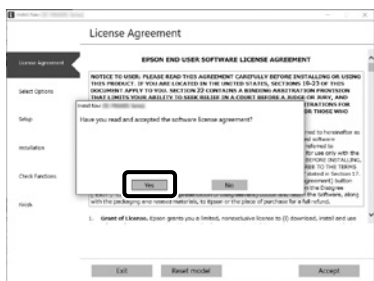 License Agreement
License Agreement
Select Options
Setup
Installation
Check Functions
Finish
EPSON END USER SOFTWARE LICENSE AGREEMENT
NOTICE TO USER: PLEASE READ THIS AGREEMENT CAREFULLY BEFORE INSTALLING OR USING
THIS PRODUCT. IF YOU ARE LOCATED IN THE UNITED STATES, SECTIONS 19-23 OF THIS
DOCUMENT APPLY TO YOU. SECTION 22 CONTAINS A BINDING ARBITRATION PROVISION
THAT LIMITS YOUR ABILITY TO SEEK RELIEF IN A COURT BEFORE A JUDGE OR JURY, AND
Install Navi
Have you read and accepted the software license agreement?
Yes
No
with the packaging and related materials, to Epson or the place of purchase for a full refund.
1. Grant of License. Epson grants you a limited, nonexclusive license to (i) download, install and use
Exit
Reset model
Accept